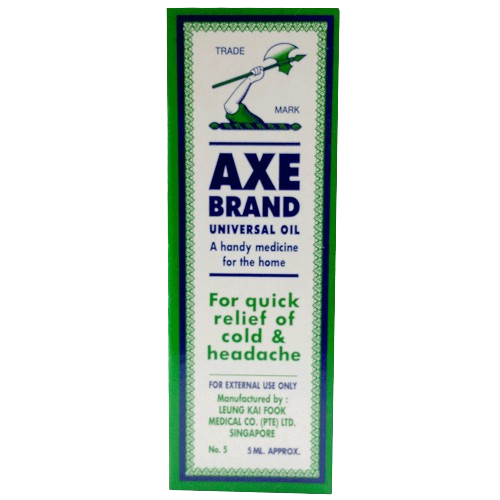 TRADE
MARK
AXE
BRAND
UNIVERSAL OIL
A handy medicine
for the home
For quick
relief of
cold &
headache
FOR EXTERNAL USE ONLY
Manufactured by :
LEUNG KAI FOOK
MEDICAL CO. (PTE) LTD.
SINGAPORE
No. 5 5 ML. APPROX.